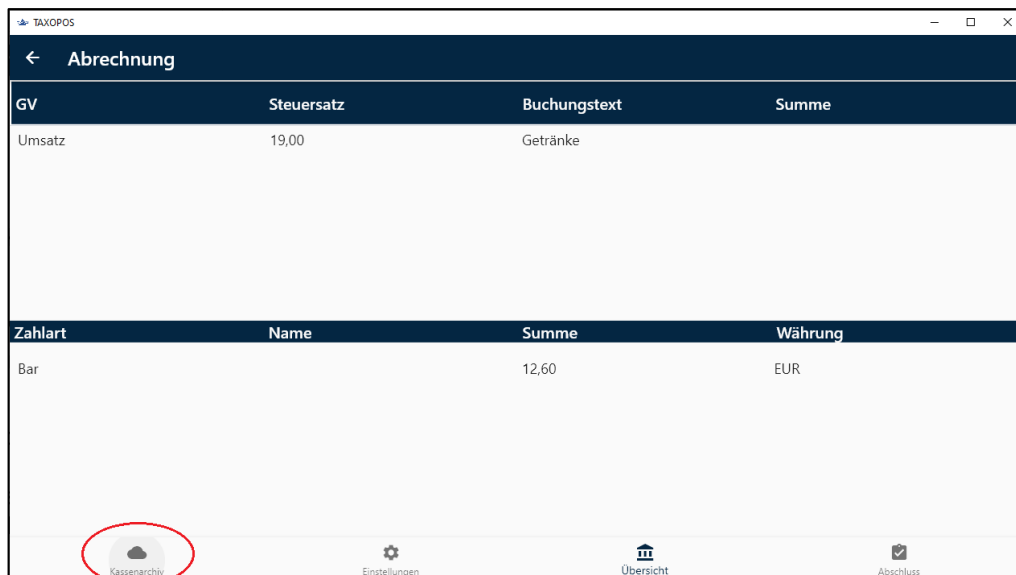 TAXOPOS
Abrechnung
GV Steuersatz Buchungstext Summe
Umsatz 19,00 Getränke
Zahlart Name Summe Währung
Bar 12,60 EUR
Kassenarchiv Einstellungen Übersicht Abschluss